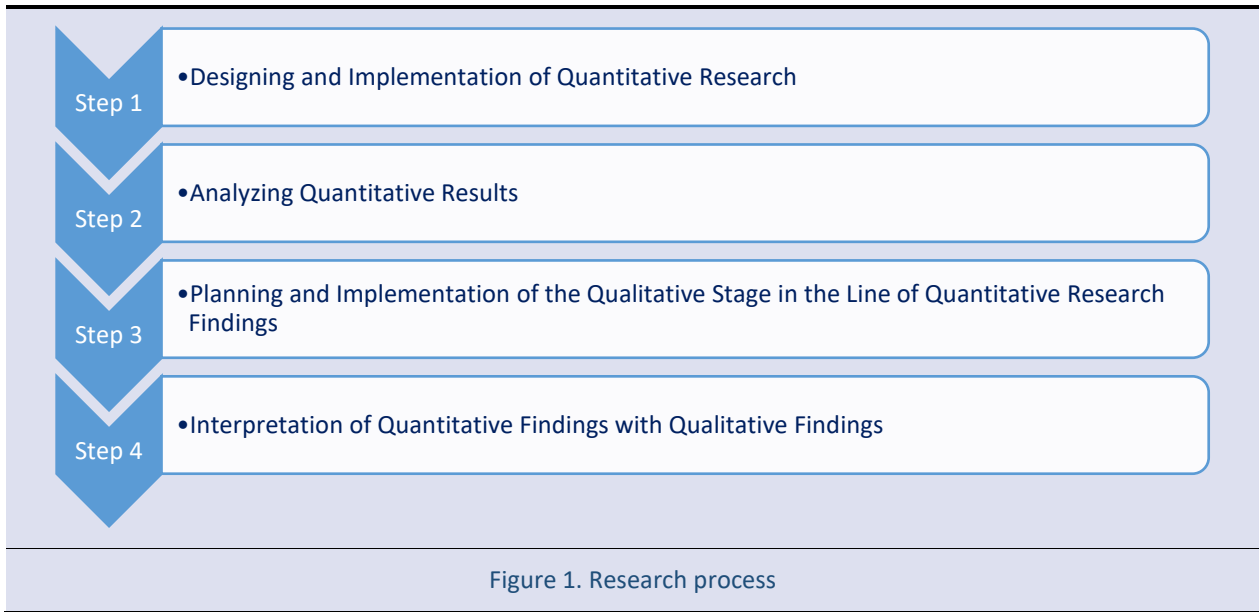 Step 1
•Designing and Implementation of Quantitative Research
Step 2
•Analyzing Quantitative Results
Step 3
•Planning and Implementation of the Qualitative Stage in the Line of Quantitative Research
Findings
Step 4
•Interpretation of Quantitative Findings with Qualitative Findings
Figure 1. Research process